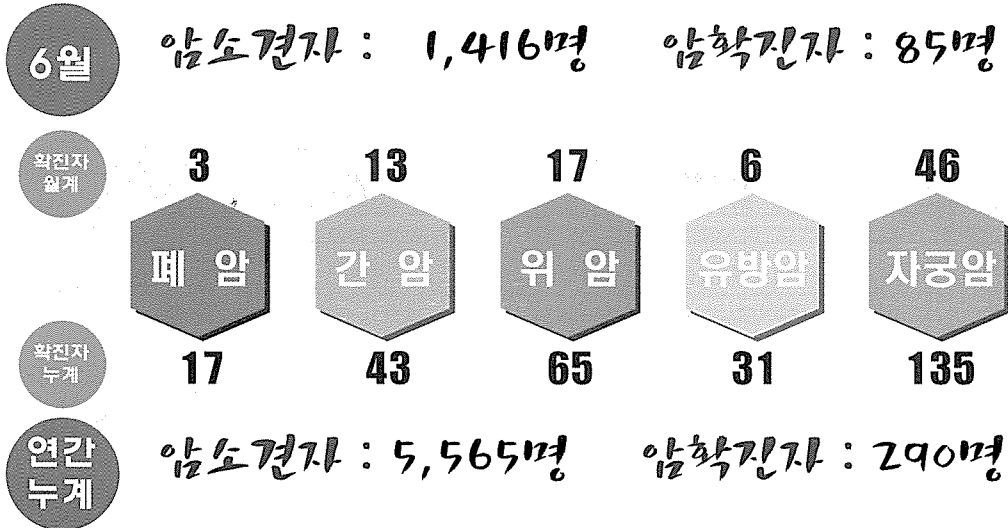 6월 암소견자 : 1,416명 암확진자 : 85명
확진자
월계
3 13 17 6 46
폐 암 간 암 위 암 유방암 자궁암
확진자
누계
17 43 65 31 135
연간
누계
암소견자 : 5,565명 암확진자 : 290명